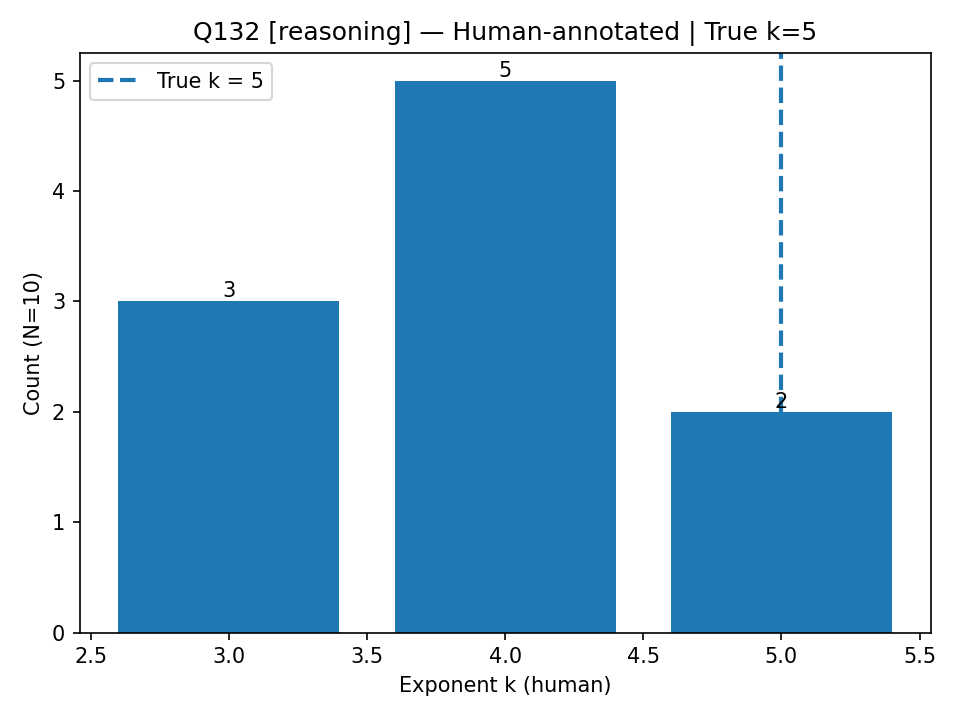 Q132 [reasoning] — Human-annotated | True k=5
True k = 5
Count (N=10)
5
4
3
2
1
0
3
5
2
2.5 3.0 3.5 4.0 4.5 5.0 5.5
Exponent k (human)